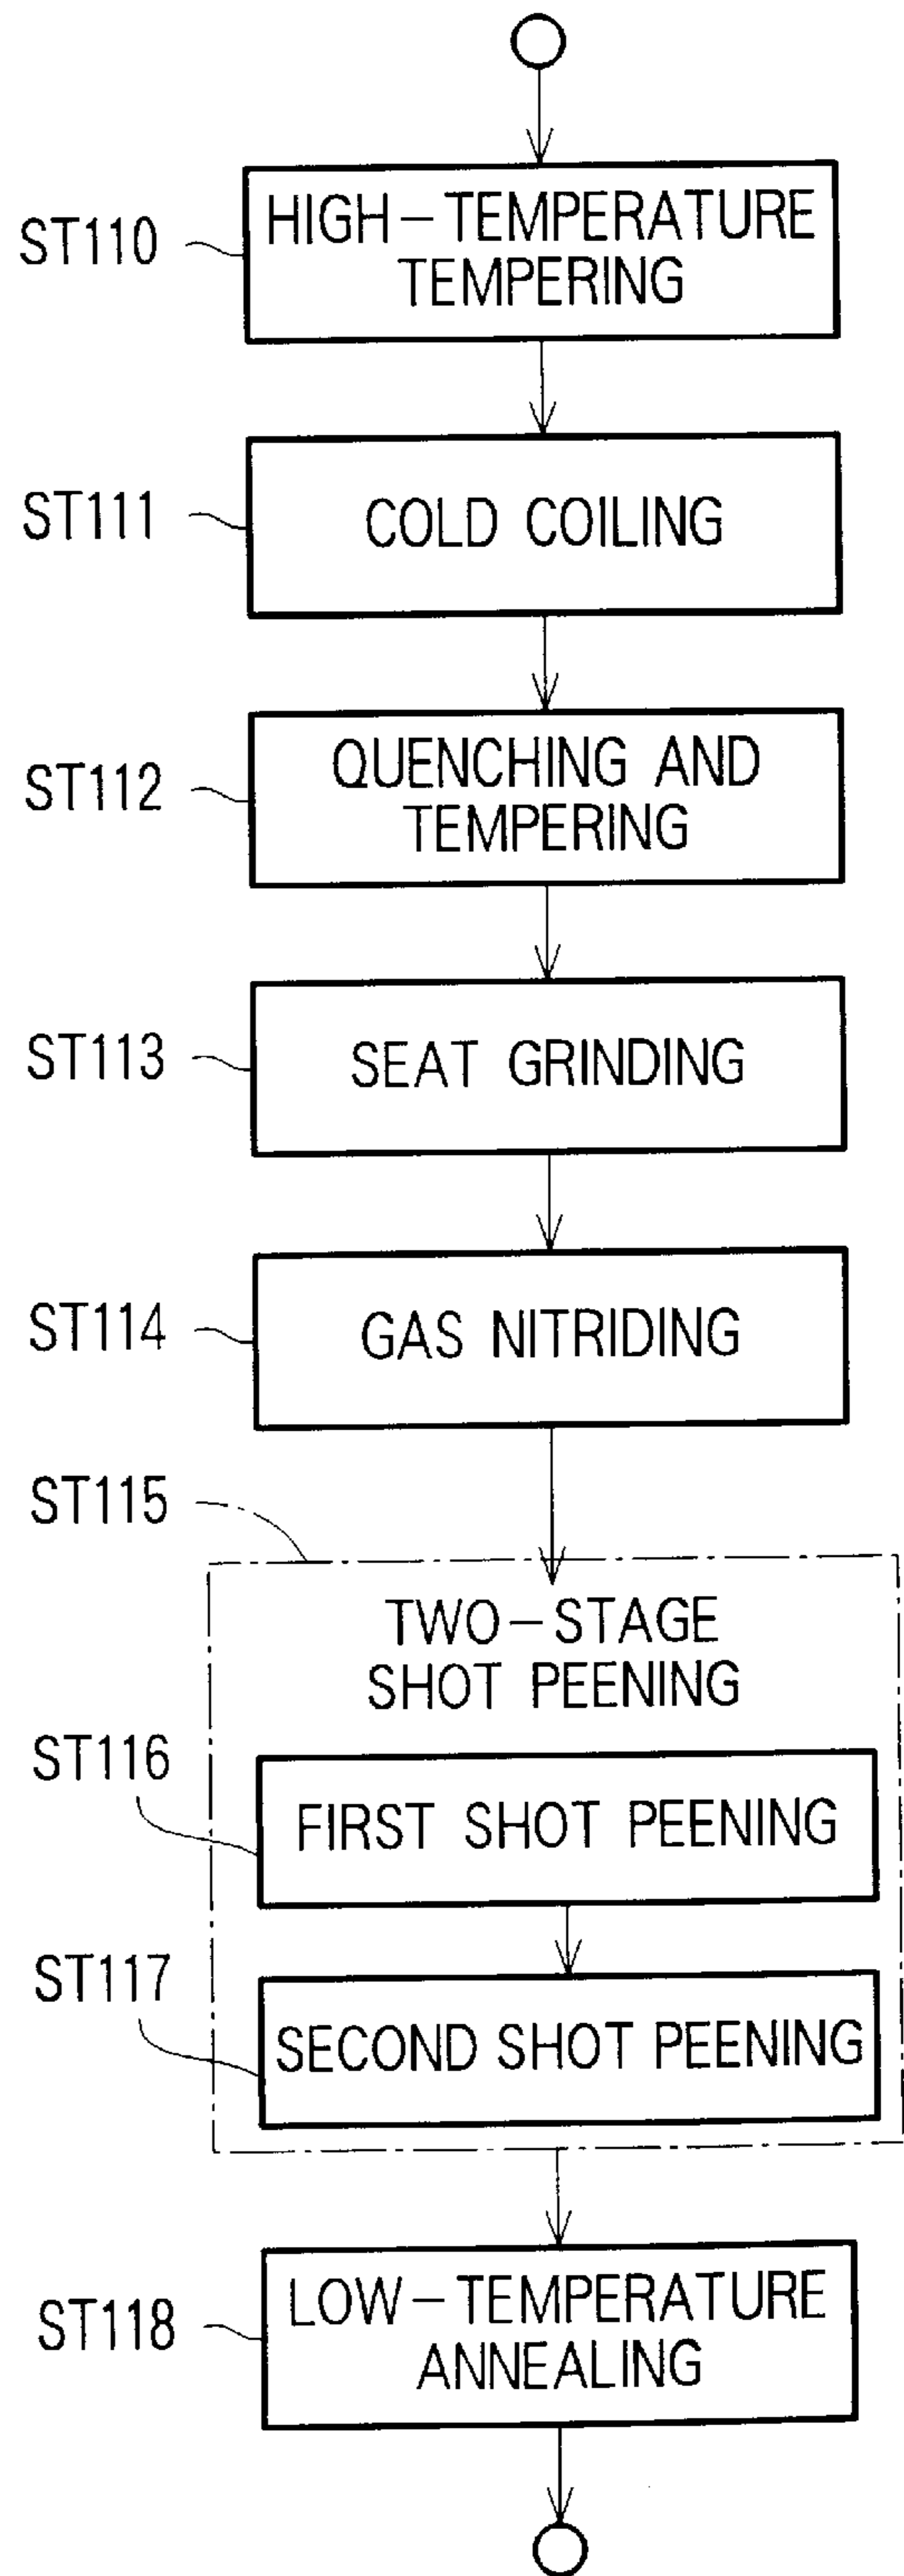 ST110
HIGH-TEMPERATURE
TEMPERING
ST111
COLD COILING
ST112
QUENCHING AND
TEMPERING
ST113
SEAT GRINDING
ST114
GAS NITRIDING
ST115
TWO-STAGE
SHOT PEENING
ST116
FIRST SHOT PEENING
ST117
SECOND SHOT PEENING
ST118
LOW-TEMPERATURE
ANNEALING